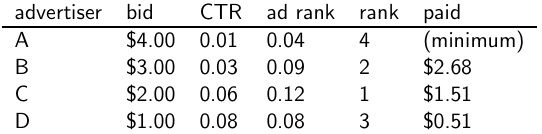 advertiser bid CTR ad rank rank paid
A $4.00 0.01 0.04 4 (minimum)
B $3.00 0.03 0.09 2 $2.68
C $2.00 0.06 0.12 1 $1.51
D $1.00 0.08 0.08 3 $0.51